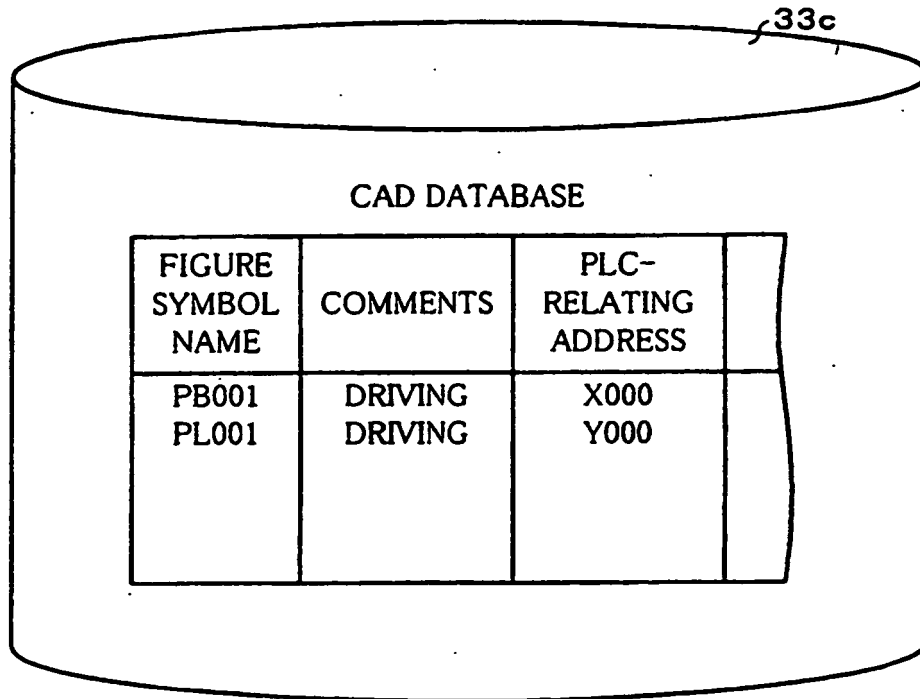 33c
CAD DATABASE
FIGURE SYMBOL NAME
COMMENTS
PLC-RELATING ADDRESS
PB001 DRIVING X000
PL001 DRIVING Y000